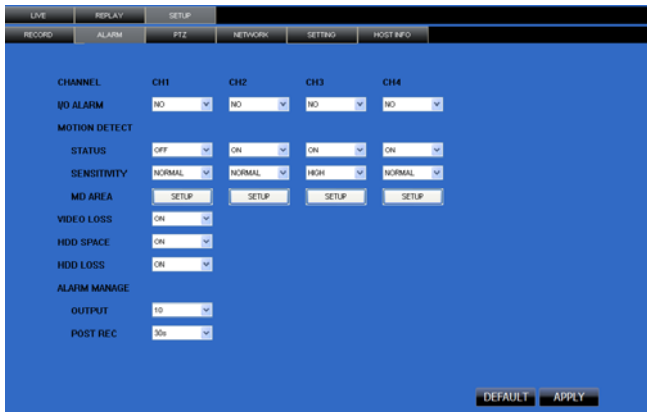 LIVE REPLAY SETUP
RECORD ALARM PTZ NETWORK SETTING HOST INFO
CHANNEL CH1 CH2 CH3 CH4
I/O ALARM NO NO NO NO
MOTION DETECT
STATUS OFF ON ON ON
SENSITIVITY NORMAL NORMAL HIGH NORMAL
MD AREA SETUP SETUP SETUP SETUP
VIDEO LOSS ON
HDD SPACE ON
HDD LOSS ON
ALARM MANAGE
OUTPUT 10
POST REC 30s
DEFAULT APPLY